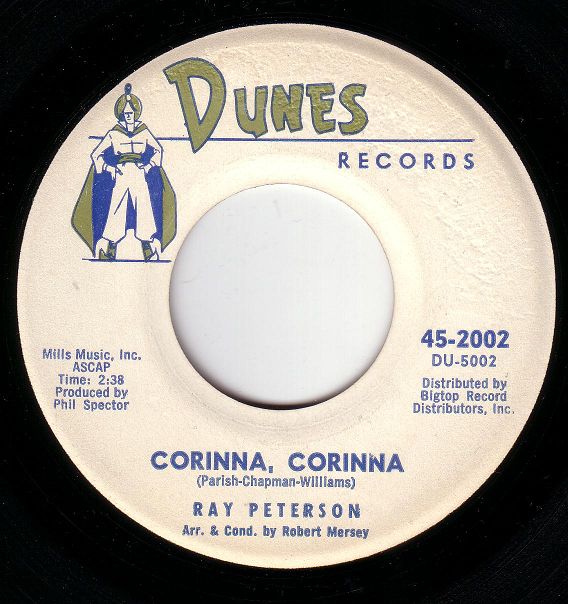 DUNES
RECORDS
45-2002
DU-5002
Mills Music, Inc.
ASCAP
Time: 2:38
Produced by
Phil Spector
Distributed by
Bigtop Record
Distributors, Inc.
CORINNA, CORINNA
(Parish-Chapman-Williams)
RAY PETERSON
Arr. & Cond. by Robert Mersey